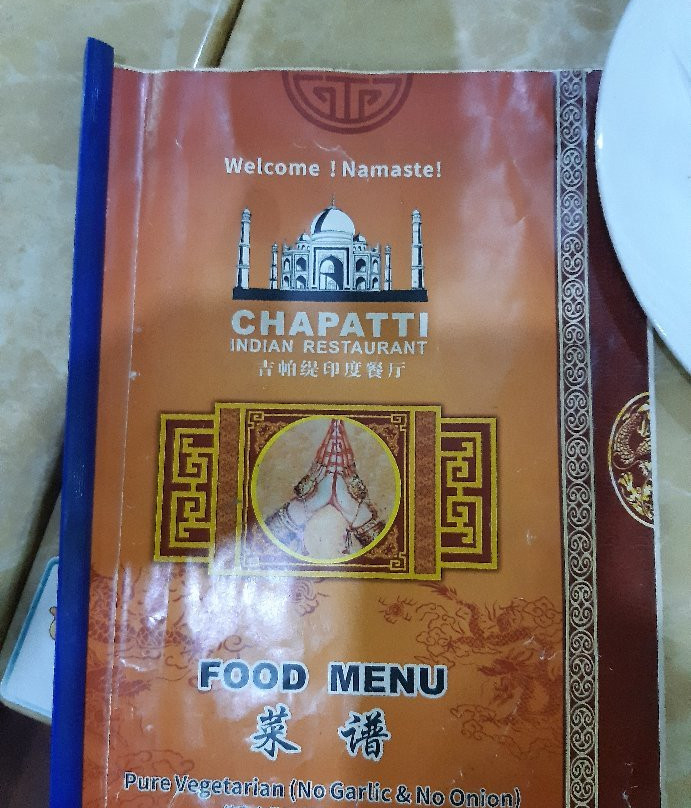 Welcome ! Namaste!
CHAPATTI
INDIAN RESTAURANT
吉帕缇印度餐厅
FOOD MENU
菜 谱
Pure Vegetarian (No Garlic & No Onion)